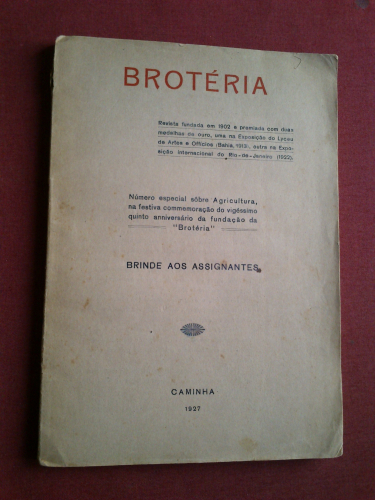 BROTÉRIA
Revista fundada em 1902 e premiada com duas
medalhas de ouro, uma na Exposição do Lyceu
de Artes e Officios (Bahia, 1913), outra na Expo-
sição Internacional do Rio-de-Janeiro (1922).
Número especial sôbre Agricultura,
na festiva commemoração do vigéssimo
quinto anniversário da fundação da
"Brotéria"
BRINDE AOS ASSIGNANTES
CAMINHA
1927